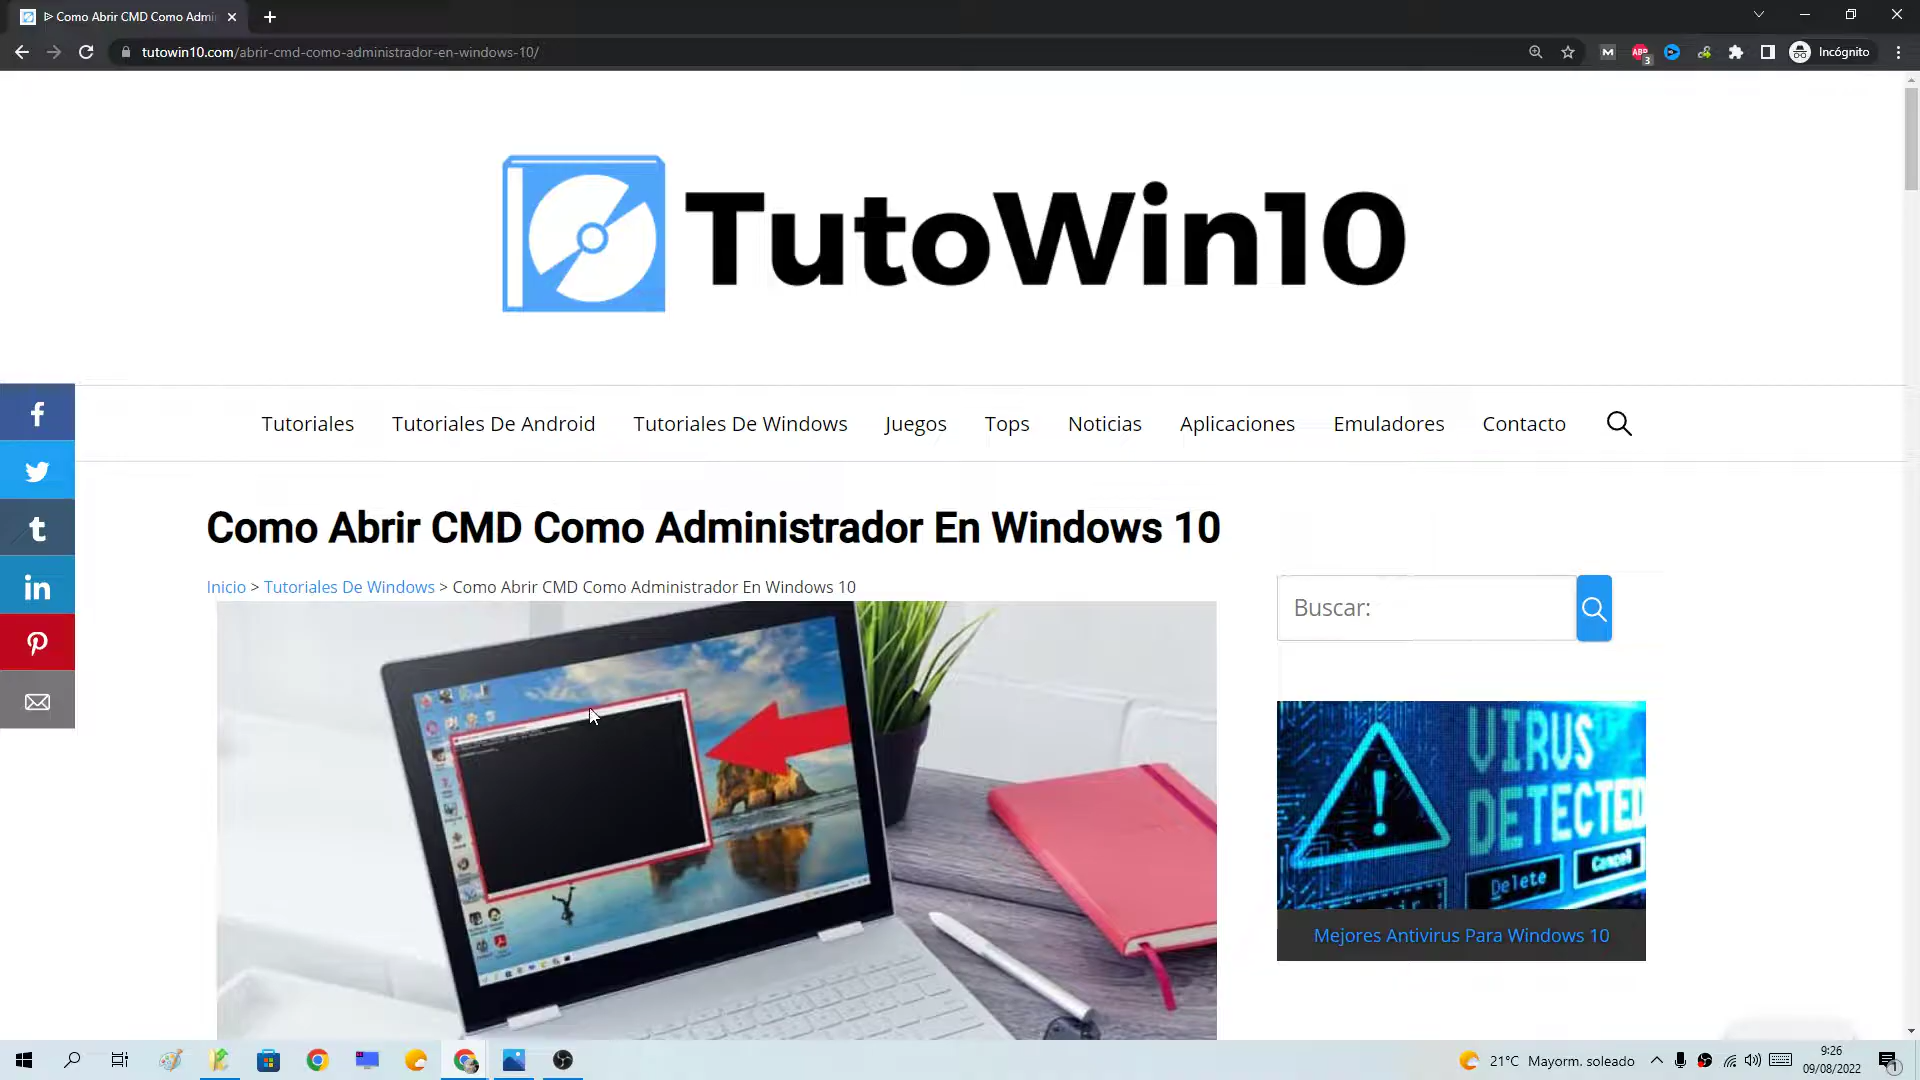 Como Abrir CMD Como Admi
tutowin10.com/abrir-cmd-como-administrador-en-windows-10/
ABP
3
Incógnito
TutoWin10
Tutoriales
Tutoriales De Android
Tutoriales De Windows
Juegos
Tops
Noticias
Aplicaciones
Emuladores
Contacto
Como Abrir CMD Como Administrador En Windows 10
Inicio > Tutoriales De Windows > Como Abrir CMD Como Administrador En Windows 10
Buscar:
VIRUS
DETECTED
Delete
Cancel
Mejores Antivirus Para Windows 10
21°C Mayorm. soleado
9:26
09/08/2022
1